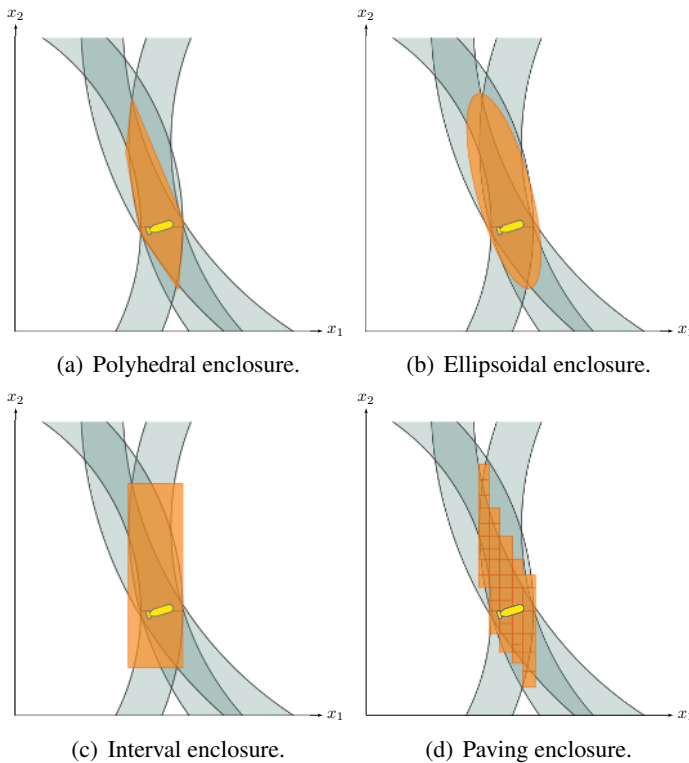 x₂ x₂
x₁ x₁
(a) Polyhedral enclosure. (b) Ellipsoidal enclosure.
x₂ x₂
x₁ x₁
(c) Interval enclosure. (d) Paving enclosure.